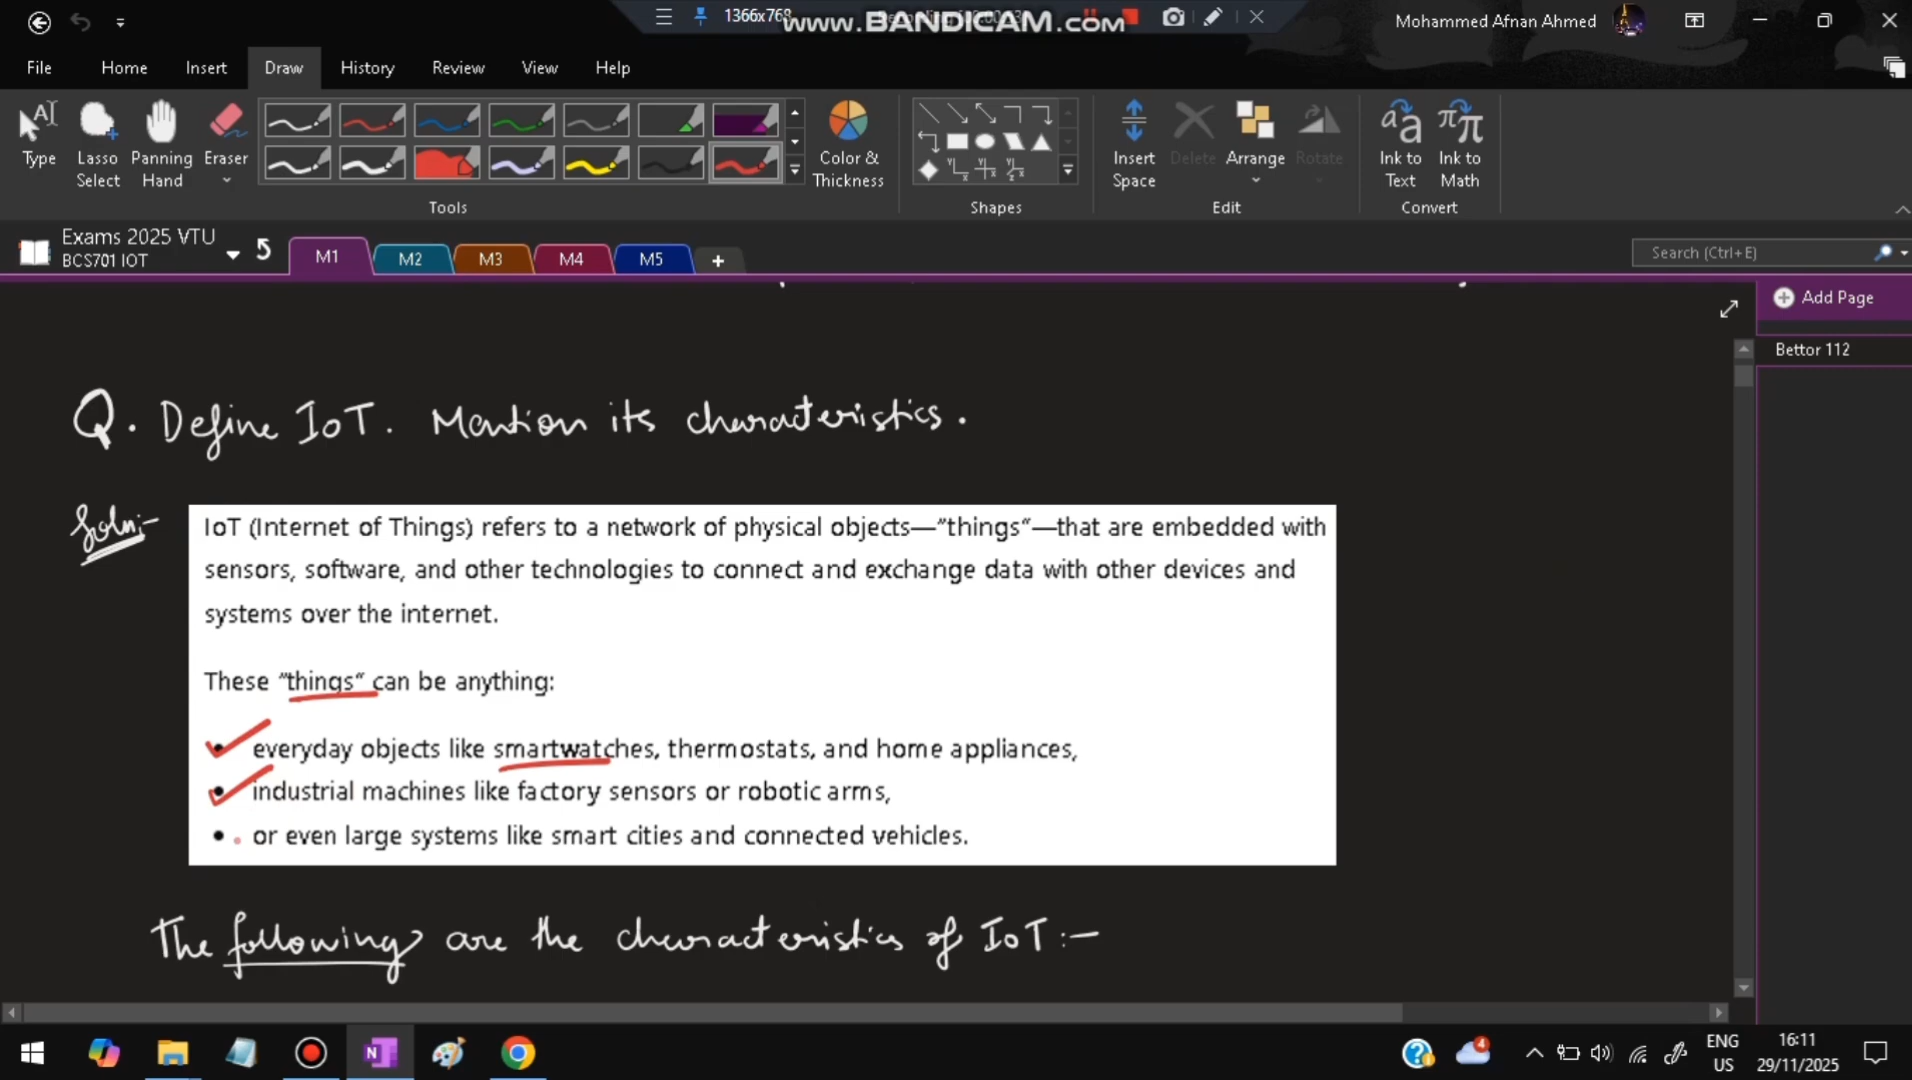 1366x768
www.BANDICAM.com
Mohammed Afnan Ahmed
File Home Insert Draw History Review View Help
Type
Lasso Select
Panning Hand
Eraser
Color & Thickness
Insert Space
Delete
Arrange
Rotate
Ink to Text
Ink to Math
Tools
Shapes
Edit
Convert
Exams 2025 VTU
BCS701 IOT
M1 M2 M3 M4 M5 +
Search (Ctrl+E)
Add Page
Bettor 112
Q. Define IoT. Mention its characteristics.
Soln:-
IoT (Internet of Things) refers to a network of physical objects—"things"—that are embedded with
sensors, software, and other technologies to connect and exchange data with other devices and
systems over the internet.
These "things" can be anything:
• everyday objects like smartwatches, thermostats, and home appliances,
• industrial machines like factory sensors or robotic arms,
• or even large systems like smart cities and connected vehicles.
The following are the characteristics of IoT:-
4
ENG
US
16:11
29/11/2025